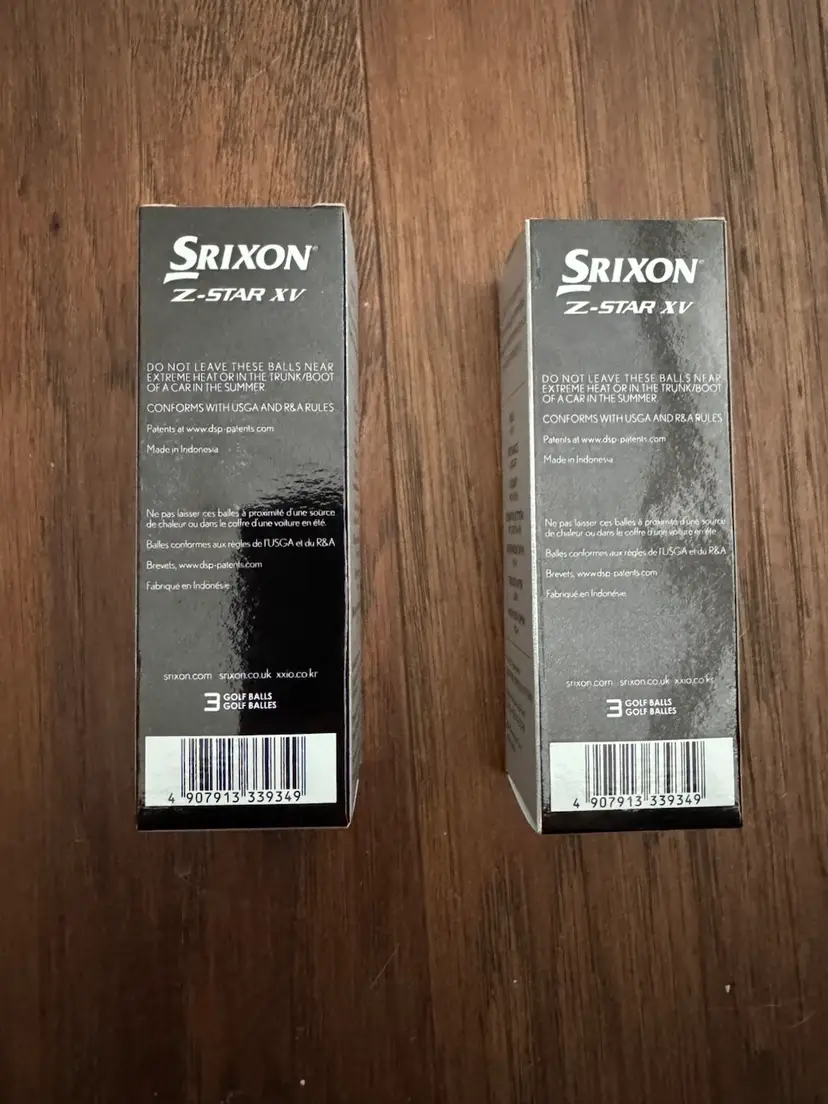 SRIXON®
Z-STAR XV
DO NOT LEAVE THESE BALLS NEAR
EXTREME HEAT OR IN THE TRUNK/BOOT
OF A CAR IN THE SUMMER
CONFORMS WITH USGA AND R&A RULES
Patents at www.dsp-patents.com
Made in Indonesia
Ne pas laisser ces balles à proximité d'une source
de chaleur ou dans le coffre d'une voiture en été.
Balles conformes aux règles de l'USGA et du R&A
Brevets, www.dsp-patents.com
Fabriqué en Indonésie
srixon.com srixon.co.uk xxio.co.kr
3 GOLF BALLS
GOLF BALLES
4 907913 339349
SRIXON®
Z-STAR XV
DO NOT LEAVE THESE BALLS NEAR
EXTREME HEAT OR IN THE TRUNK/BOOT
OF A CAR IN THE SUMMER
CONFORMS WITH USGA AND R&A RULES
Patents at www.dsp-patents.com
Made in Indonesia
Ne pas laisser ces balles à proximité d'une source
de chaleur ou dans le coffre d'une voiture en été.
Balles conformes aux règles de l'USGA et du R&A
Brevets, www.dsp-patents.com
Fabriqué en Indonésie
srixon.com srixon.co.uk xxio.co.kr
3 GOLF BALLS
GOLF BALLES
4 907913 339349